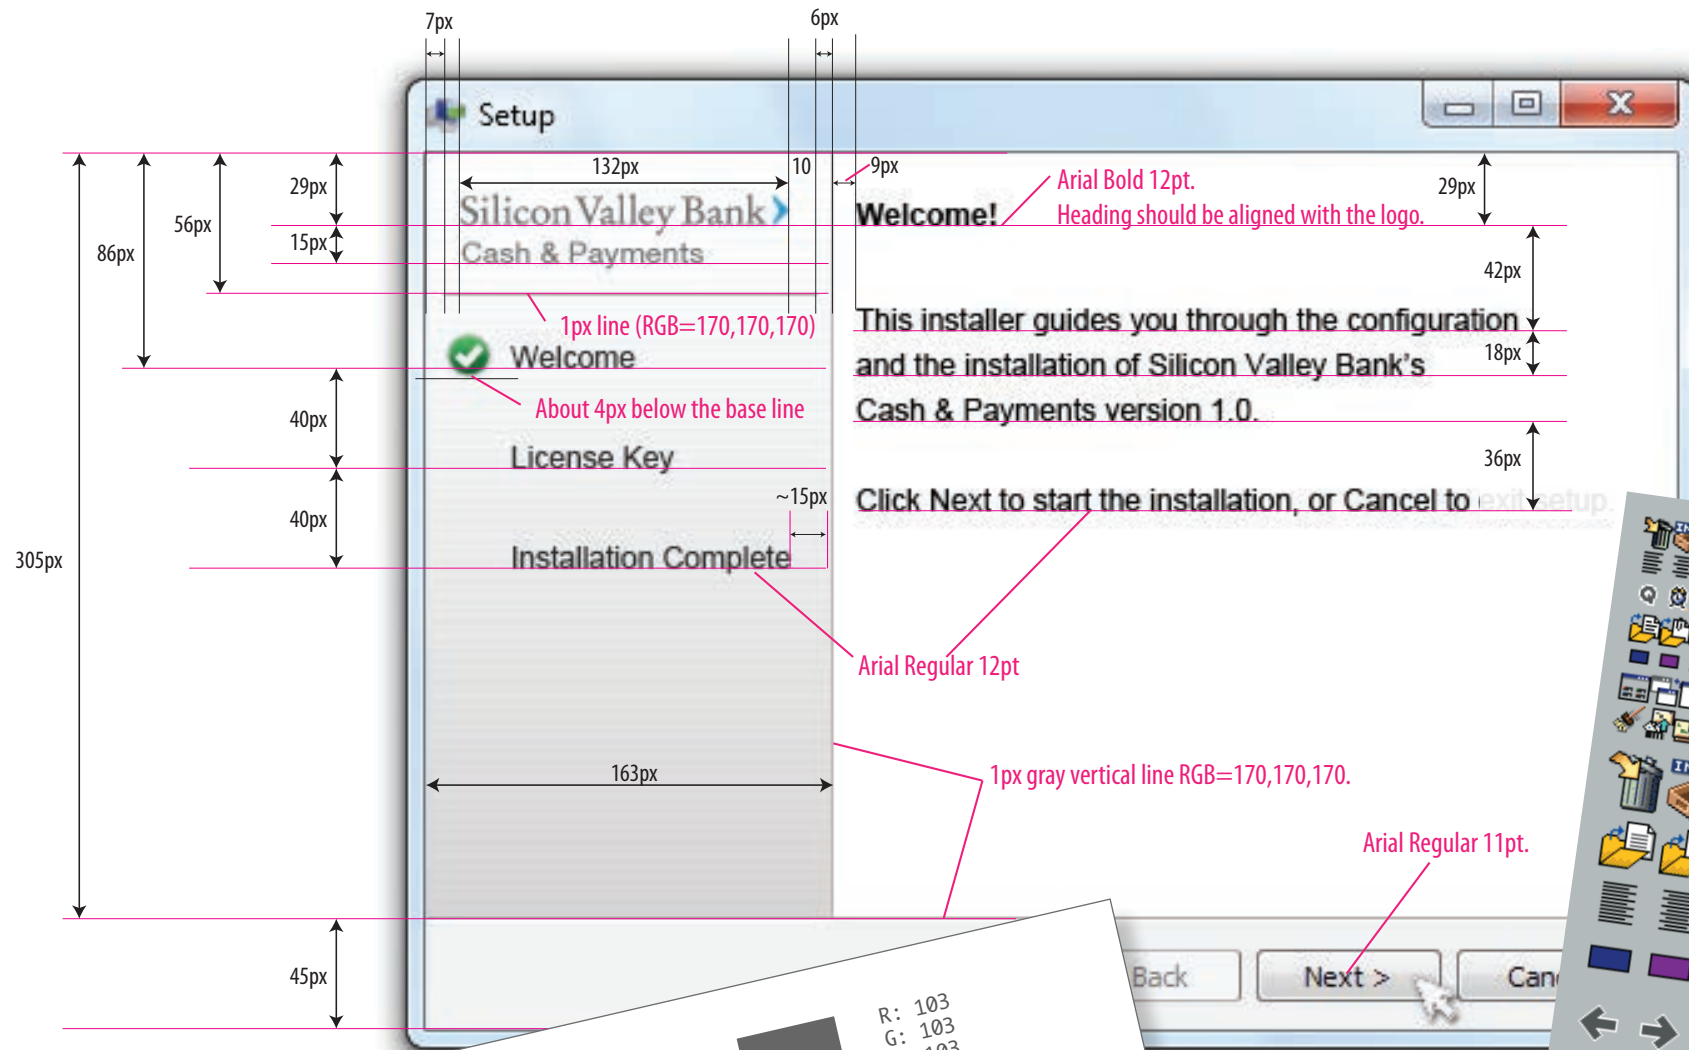 7px
6px
Setup
132px
10
9px
29px
56px
86px
15px
Silicon Valley Bank
Cash & Payments
Welcome!
Arial Bold 12pt.
Heading should be aligned with the logo.
29px
42px
1px line (RGB=170,170,170)
This installer guides you through the configuration
18px
Welcome
and the installation of Silicon Valley Bank's
About 4px below the base line
Cash & Payments version 1.0.
40px
License Key
36px
~15px
Click Next to start the installation, or Cancel to exit setup.
40px
Installation Complete
305px
Arial Regular 12pt
163px
1px gray vertical line RGB=170,170,170.
Arial Regular 11pt.
45px
Back
Next >
R: 103
G: 103
103